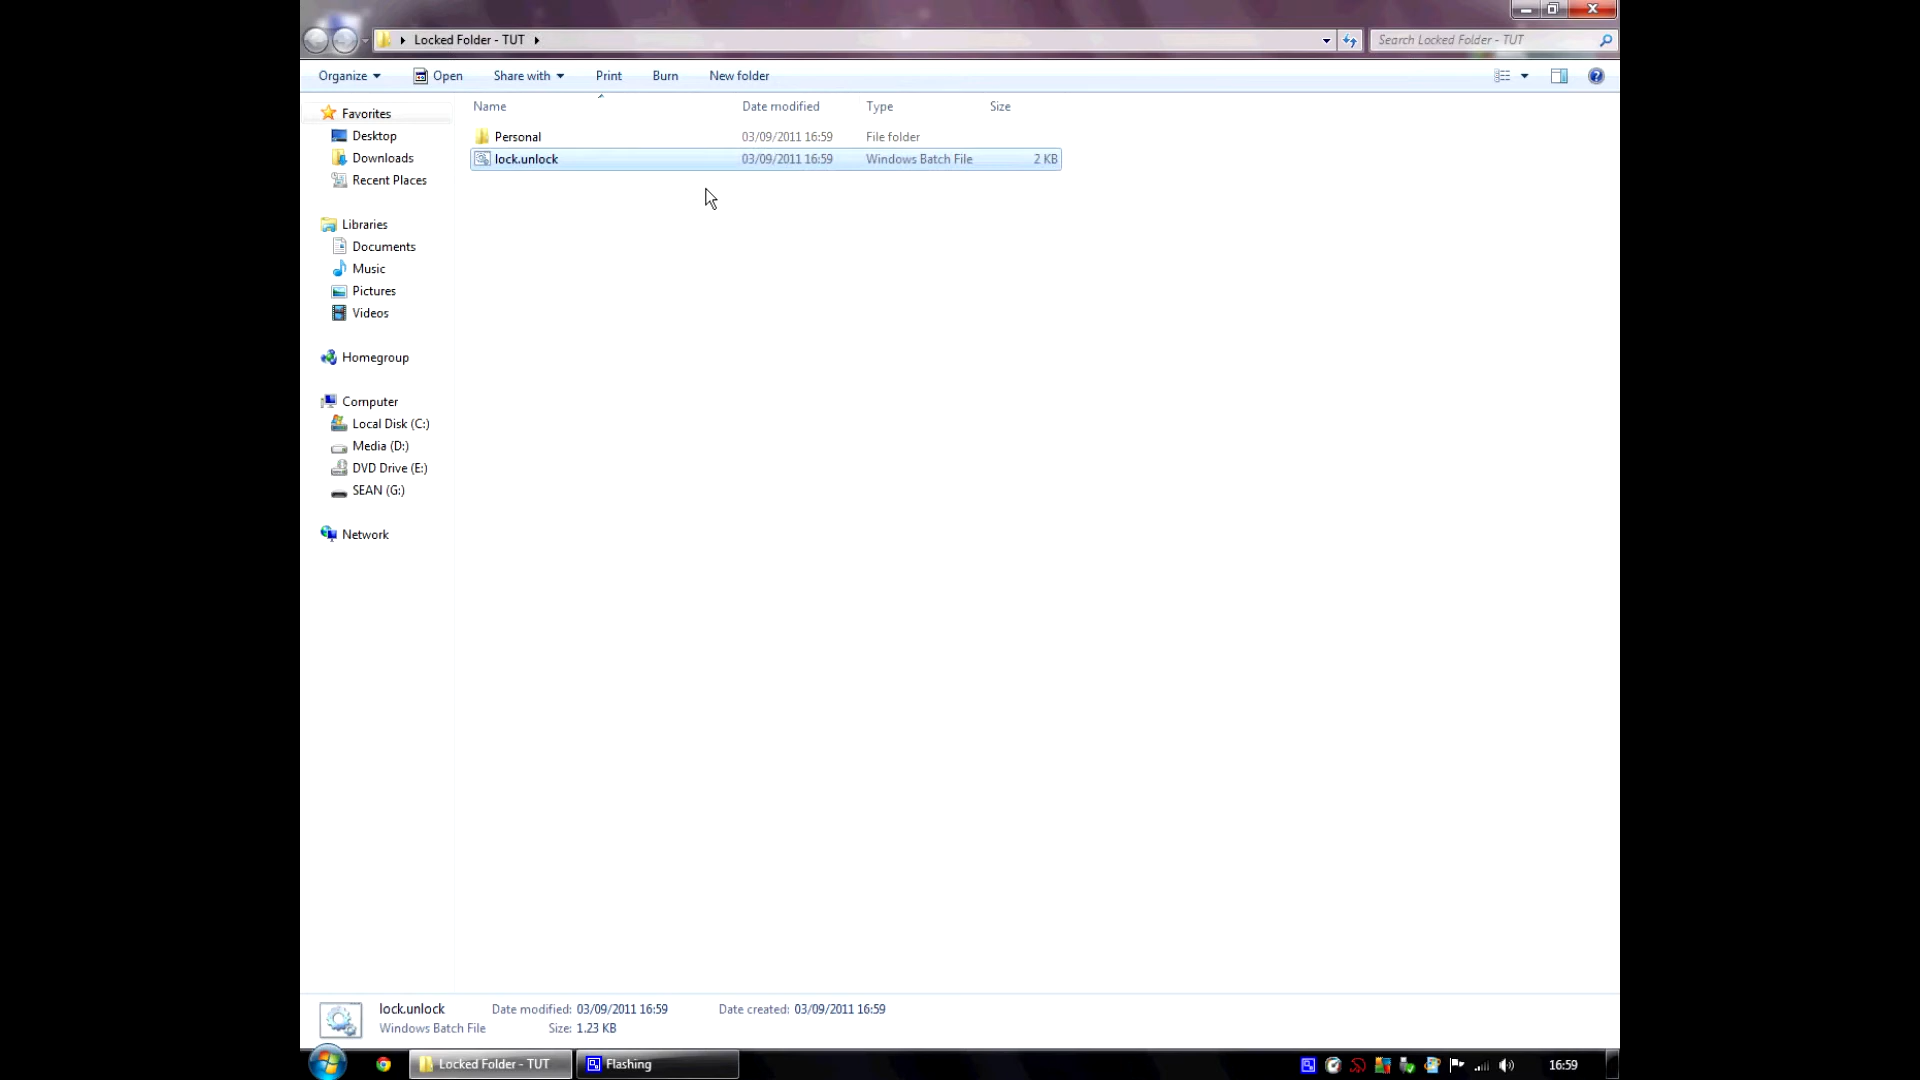 Locked Folder - TUT
Search Locked Folder - TUT
Organize Open Share with Print Burn New folder
Name Date modified Type Size
Favorites
Desktop
Downloads
Recent Places
Libraries
Documents
Music
Pictures
Videos
Homegroup
Computer
Local Disk (C:)
Media (D:)
DVD Drive (E:)
SEAN (G:)
Network
Personal 03/09/2011 16:59 File folder
lock.unlock 03/09/2011 16:59 Windows Batch File 2 KB
lock.unlock Date modified: 03/09/2011 16:59 Date created: 03/09/2011 16:59
Windows Batch File Size: 1.23 KB
Locked Folder - TUT Flashing 16:59